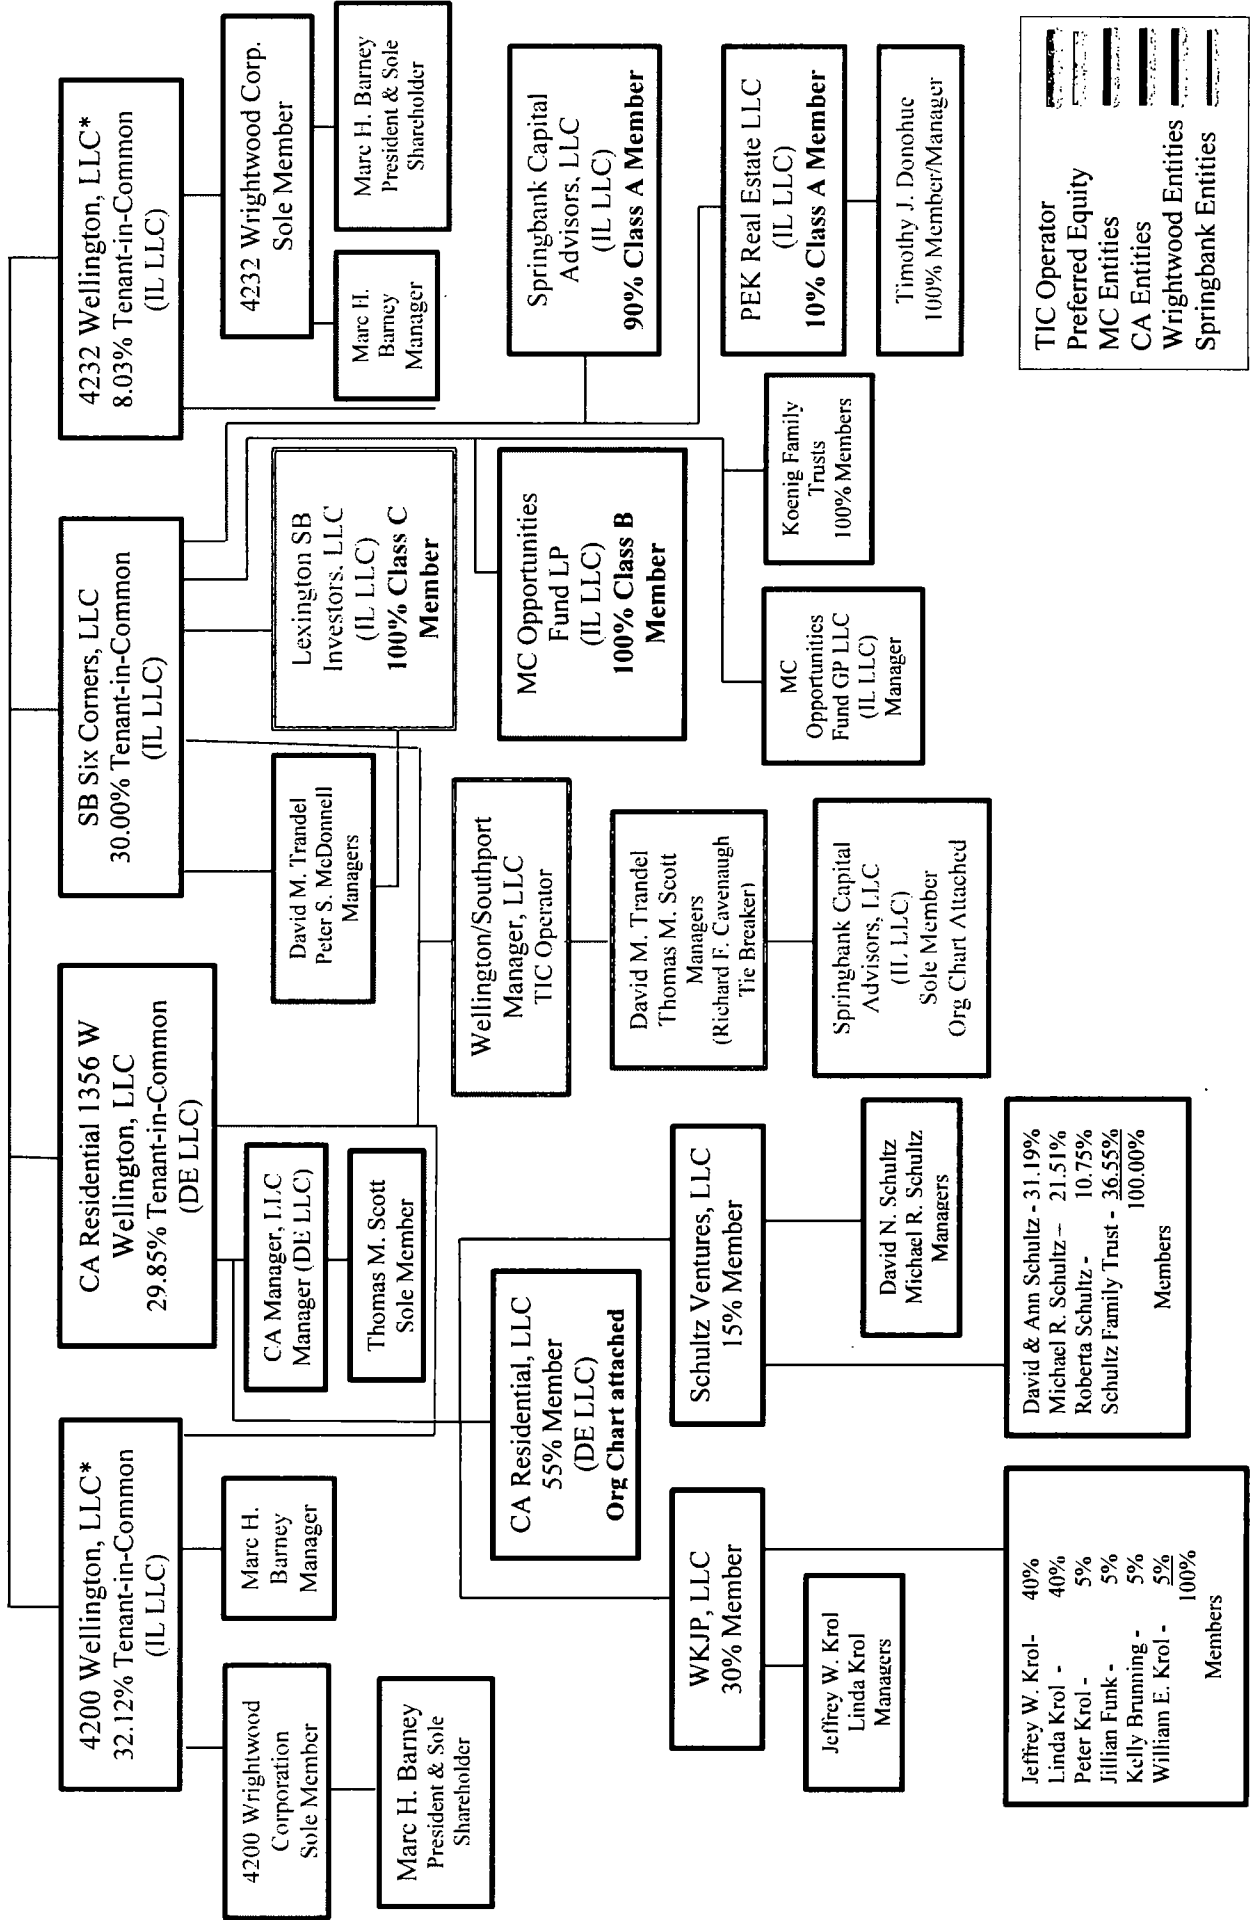 4200 Wellington, LLC*
32.12% Tenant-in-Common
(IL LLC)
4200 Wrightwood
Corporation
Sole Member
Marc H. Barney
President & Sole
Shareholder
Marc H.
Barney
Manager
CA Residential 1356 W
Wellington, LLC
29.85% Tenant-in-Common
(DE LLC)
CA Manager, LLC
Manager (DE LLC)
Thomas M. Scott
Sole Member
CA Residential, LLC
55% Member
(DE LLC)
Org Chart attached
WKJP, LLC
30% Member
Jeffrey W. Krol
Linda Krol
Managers
Jeffrey W. Krol- 40%
Linda Krol - 40%
Peter Krol - 5%
Jillian Funk - 5%
Kelly Brunning - 5%
William E. Krol - 5%
100%
Members
Schultz Ventures, LLC
15% Member
David N. Schultz
Michael R. Schultz
Managers
David & Ann Schultz - 31.19%
Michael R. Schultz – 21.51%
Roberta Schultz - 10.75%
Schultz Family Trust - 36.55%
100.00%
Members
SB Six Corners, LLC
30.00% Tenant-in-Common
(IL LLC)
David M. Trandel
Peter S. McDonnell
Managers
Wellington/Southport
Manager, LLC
TIC Operator
David M. Trandel
Thomas M. Scott
Managers
(Richard F. Cavenaugh
Tie Breaker)
Springbank Capital
Advisors, LLC
(IL LLC)
Sole Member
Org Chart Attached
Lexington SB
Investors, LLC
(IL LLC)
100% Class C
Member
MC Opportunities
Fund LP
(IL LLC)
100% Class B
Member
MC
Opportunities
Fund GP LLC
(IL LLC)
Manager
Koenig Family
Trusts
100% Members
4232 Wellington, LLC*
8.03% Tenant-in-Common
(IL LLC)
4232 Wrightwood Corp.
Sole Member
Marc H.
Barney
Manager
Marc H. Barney
President & Sole
Shareholder
Springbank Capital
Advisors, LLC
(IL LLC)
90% Class A Member
PEK Real Estate LLC
(IL LLC)
10% Class A Member
Timothy J. Donohue
100% Member/Manager
TIC Operator
Preferred Equity
MC Entities
CA Entities
Wrightwood Entities
Springbank Entities